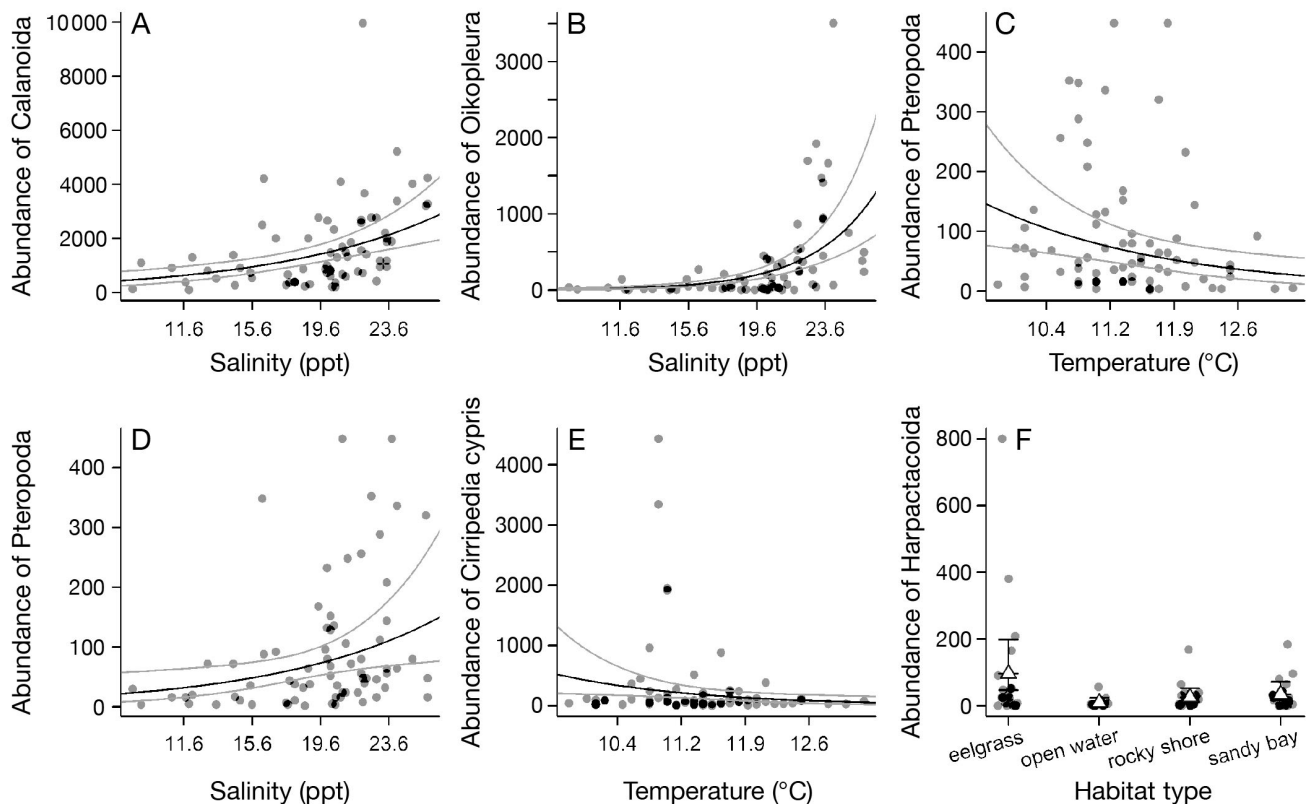 A
Abundance of Calanoida
10000
8000
6000
4000
2000
0
11.6 15.6 19.6 23.6
Salinity (ppt)
B
Abundance of Oikopleura
3000
2000
1000
0
11.6 15.6 19.6 23.6
Salinity (ppt)
C
Abundance of Pteropoda
400
300
200
100
0
10.4 11.2 11.9 12.6
Temperature (°C)
D
Abundance of Pteropoda
400
300
200
100
0
11.6 15.6 19.6 23.6
Salinity (ppt)
E
Abundance of Cirripedia cypris
4000
3000
2000
1000
0
10.4 11.2 11.9 12.6
Temperature (°C)
F
Abundance of Harpactacoida
800
600
400
200
0
eelgrass open water rocky shore sandy bay
Habitat type